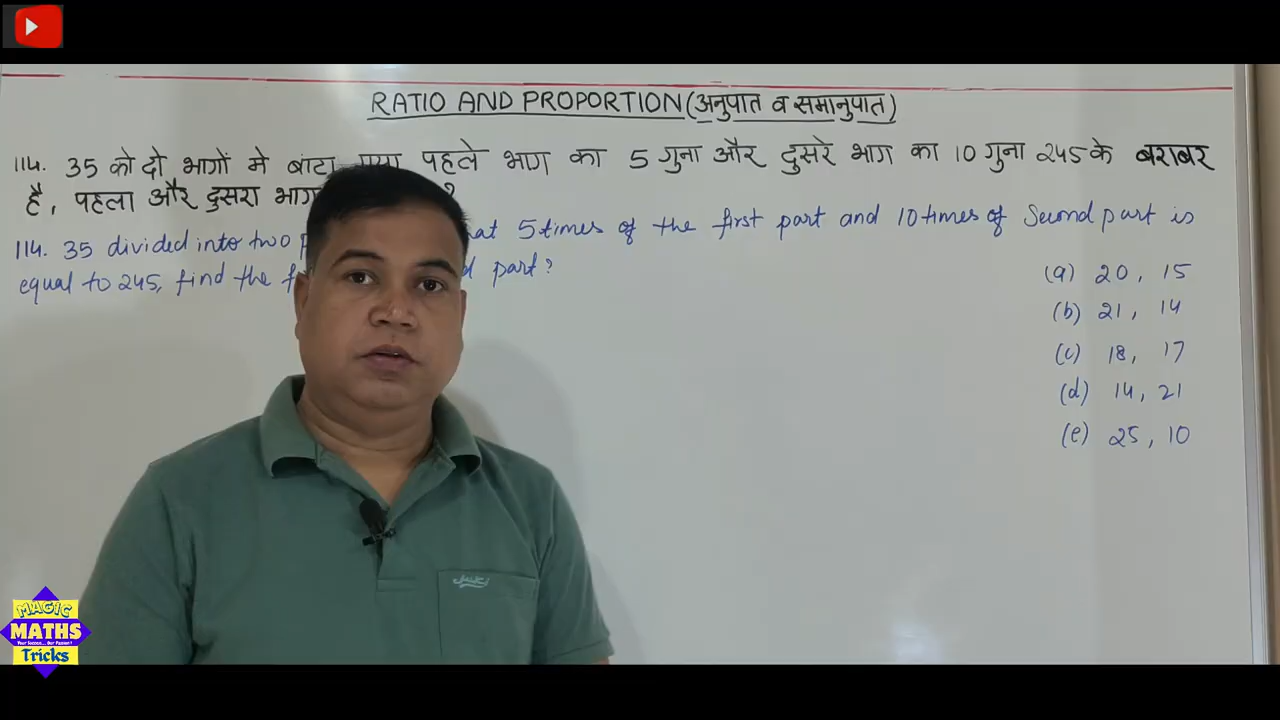 RATIO AND PROPORTION (अनुपात व समानुपात)
114. 35 को दो भागों मे बांटा गया पहले भाग का 5 गुना और दुसरे भाग का 10 गुना 245 के बराबर
है, पहला और दुसरा भाग ?
114. 35 divided into two 5 times of the first part and 10 times of Second part is
equal to 245, find the part?
(a) 20, 15
(b) 21, 14
(c) 18, 17
(d) 14, 21
(e) 25, 10
MAGIC
MATHS
Tricks